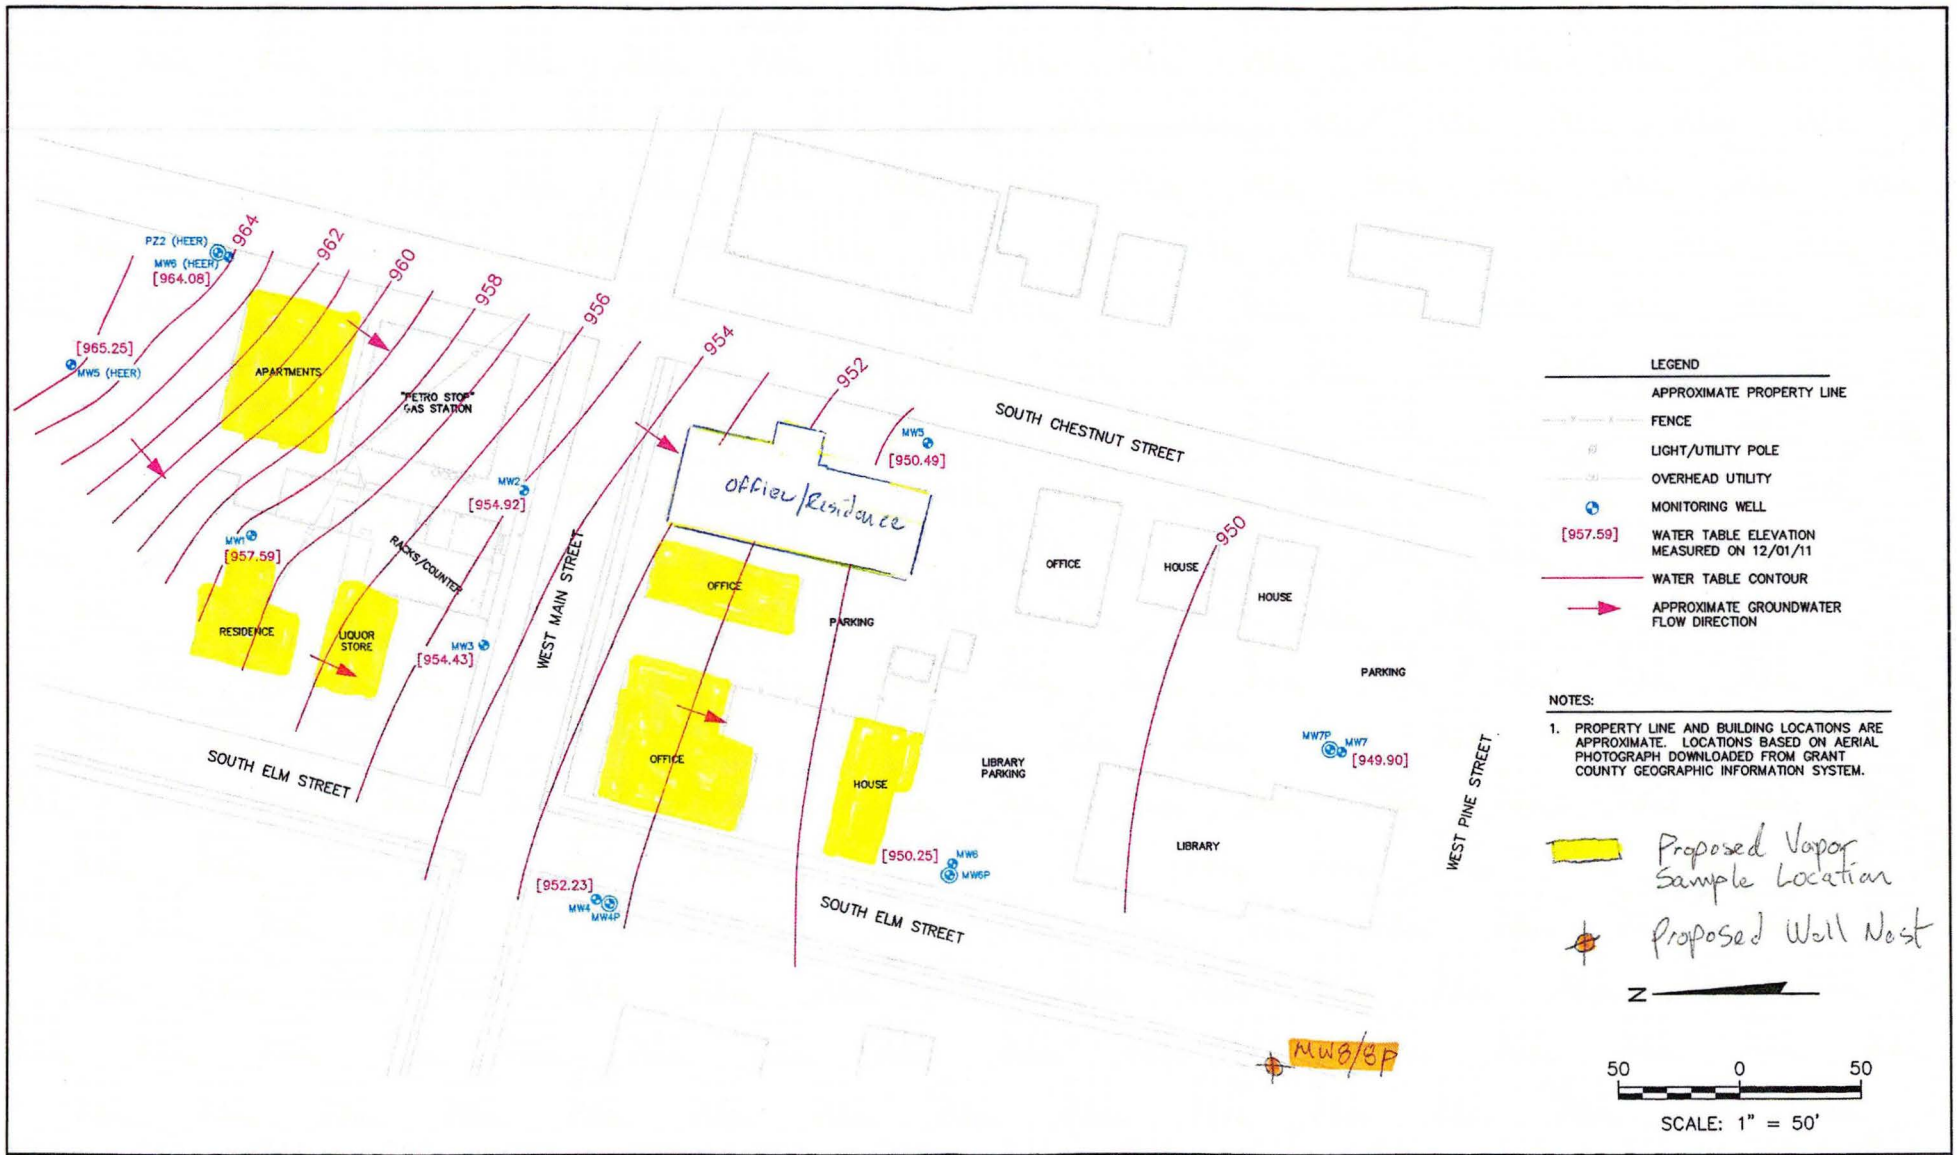 964
962
960
958
956
954
952
950
PZ2 (HEER)
MW6 (HEER)
[964.08]
[965.25]
MW5 (HEER)
APARTMENTS
"PETRO STOP"
GAS STATION
MW2
[954.92]
MW1
[957.59]
RACKS/COUNTER
RESIDENCE
LIQUOR
STORE
MW3
[954.43]
WEST MAIN STREET
SOUTH ELM STREET
SOUTH CHESTNUT STREET
MW5
[950.49]
Office/Residence
OFFICE
PARKING
OFFICE
HOUSE
HOUSE
PARKING
OFFICE
HOUSE
LIBRARY
PARKING
MW7P
MW7
[949.90]
LIBRARY
WEST PINE STREET
[950.25]
MW6
MW6P
[952.23]
MW4
MW4P
SOUTH ELM STREET
MW8/8P
LEGEND
APPROXIMATE PROPERTY LINE
FENCE
LIGHT/UTILITY POLE
OVERHEAD UTILITY
MONITORING WELL
[957.59] WATER TABLE ELEVATION
MEASURED ON 12/01/11
WATER TABLE CONTOUR
APPROXIMATE GROUNDWATER
FLOW DIRECTION
NOTES:
1. PROPERTY LINE AND BUILDING LOCATIONS ARE
APPROXIMATE. LOCATIONS BASED ON AERIAL
PHOTOGRAPH DOWNLOADED FROM GRANT
COUNTY GEOGRAPHIC INFORMATION SYSTEM.
Proposed Vapor
Sample Location
Proposed Well Nest
N
50 0 50
SCALE: 1" = 50'